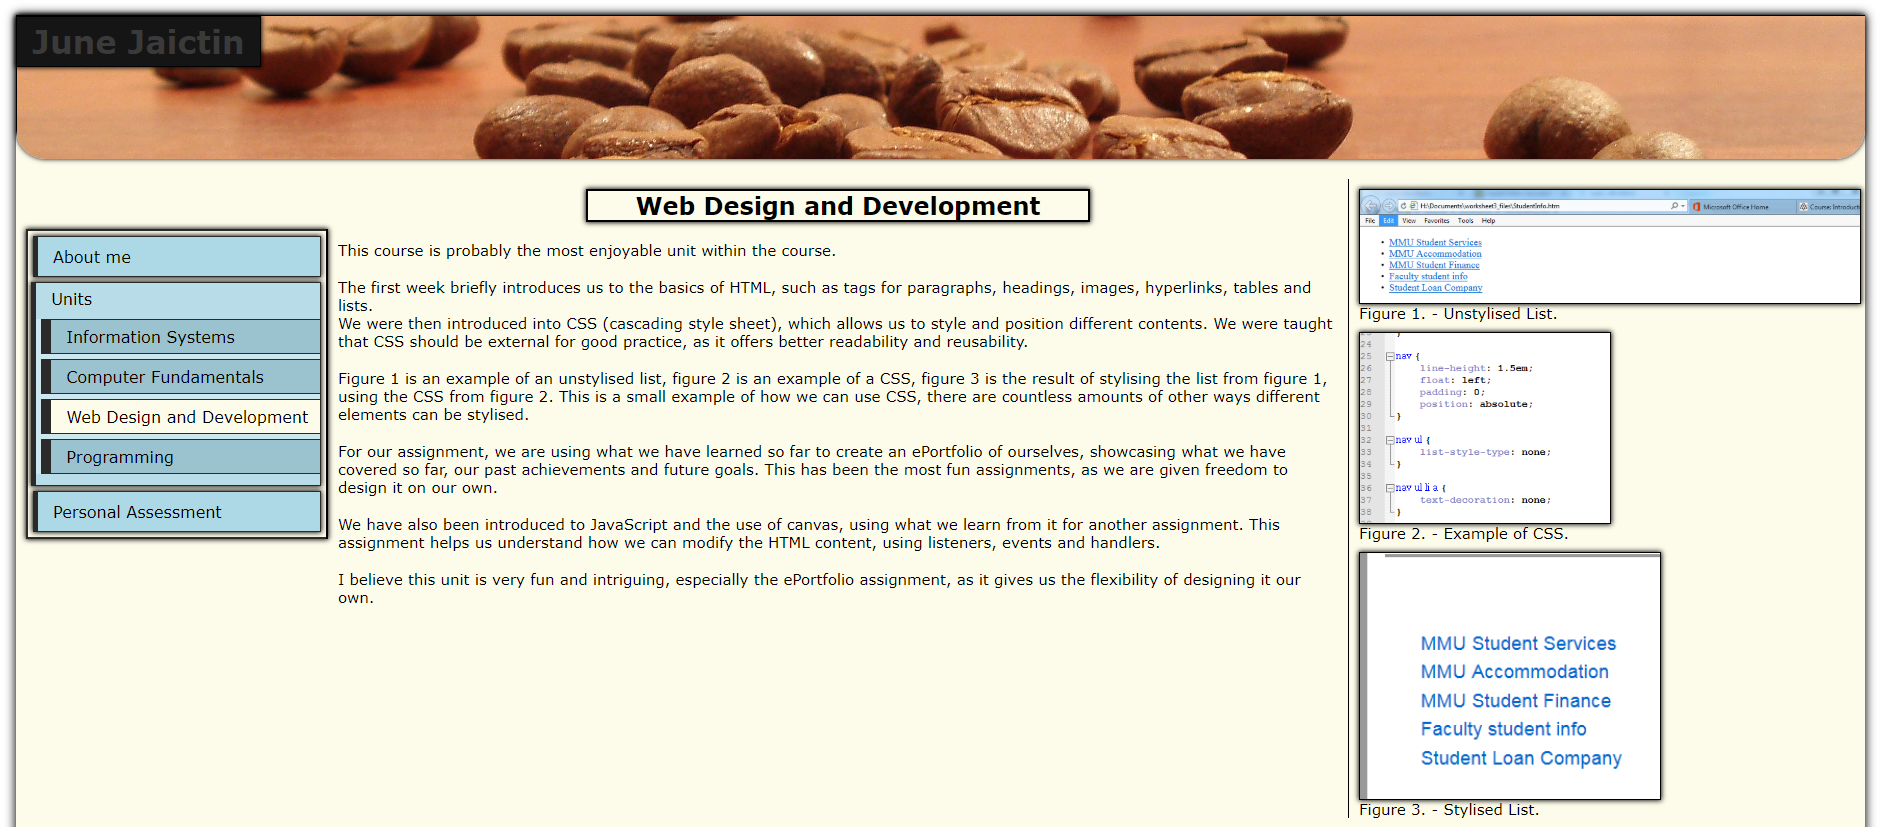 June Jaictin
Web Design and Development
About me
Units
Information Systems
Computer Fundamentals
Web Design and Development
Programming
Personal Assessment
This course is probably the most enjoyable unit within the course.
The first week briefly introduces us to the basics of HTML, such as tags for paragraphs, headings, images, hyperlinks, tables and
lists.
We were then introduced into CSS (cascading style sheet), which allows us to style and position different contents. We were taught
that CSS should be external for good practice, as it offers better readability and reusability.
Figure 1 is an example of an unstylised list, figure 2 is an example of a CSS, figure 3 is the result of stylising the list from figure 1,
using the CSS from figure 2. This is a small example of how we can use CSS, there are countless amounts of other ways different
elements can be stylised.
For our assignment, we are using what we have learned so far to create an ePortfolio of ourselves, showcasing what we have
covered so far, our past achievements and future goals. This has been the most fun assignments, as we are given freedom to
design it on our own.
We have also been introduced to JavaScript and the use of canvas, using what we learn from it for another assignment. This
assignment helps us understand how we can modify the HTML content, using listeners, events and handlers.
I believe this unit is very fun and intriguing, especially the ePortfolio assignment, as it gives us the flexibility of designing it our
own.
H:\Documents\worksheet3_files\StudentInfo.htm
Microsoft Office Home
Course: Introducti
File Edit View Favorites Tools Help
MMU Student Services
MMU Accommodation
MMU Student Finance
Faculty student info
Student Loan Company
Figure 1. - Unstylised List.
24
25 nav {
26 line-height: 1.5em;
27 float: left;
28 padding: 0;
29 position: absolute;
30 }
31
32 nav ul {
33 list-style-type: none;
34 }
35
36 nav ul li a {
37 text-decoration: none;
38 }
Figure 2. - Example of CSS.
MMU Student Services
MMU Accommodation
MMU Student Finance
Faculty student info
Student Loan Company
Figure 3. - Stylised List.